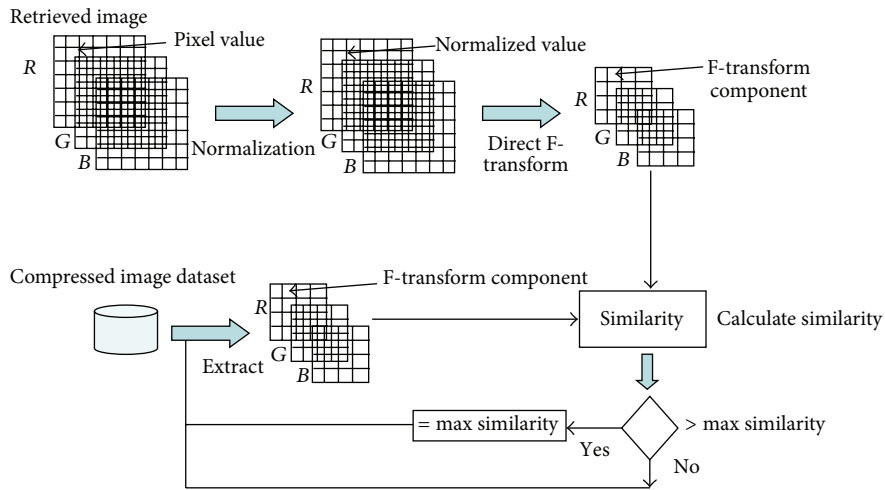 Retrieved image
Pixel value
R
G
B
Normalization
Normalized value
R
G
B
Direct F-
transform
F-transform
component
R
G
B
Compressed image dataset
Extract
F-transform component
R
G
B
Similarity
Calculate similarity
> max similarity
= max similarity
Yes
No